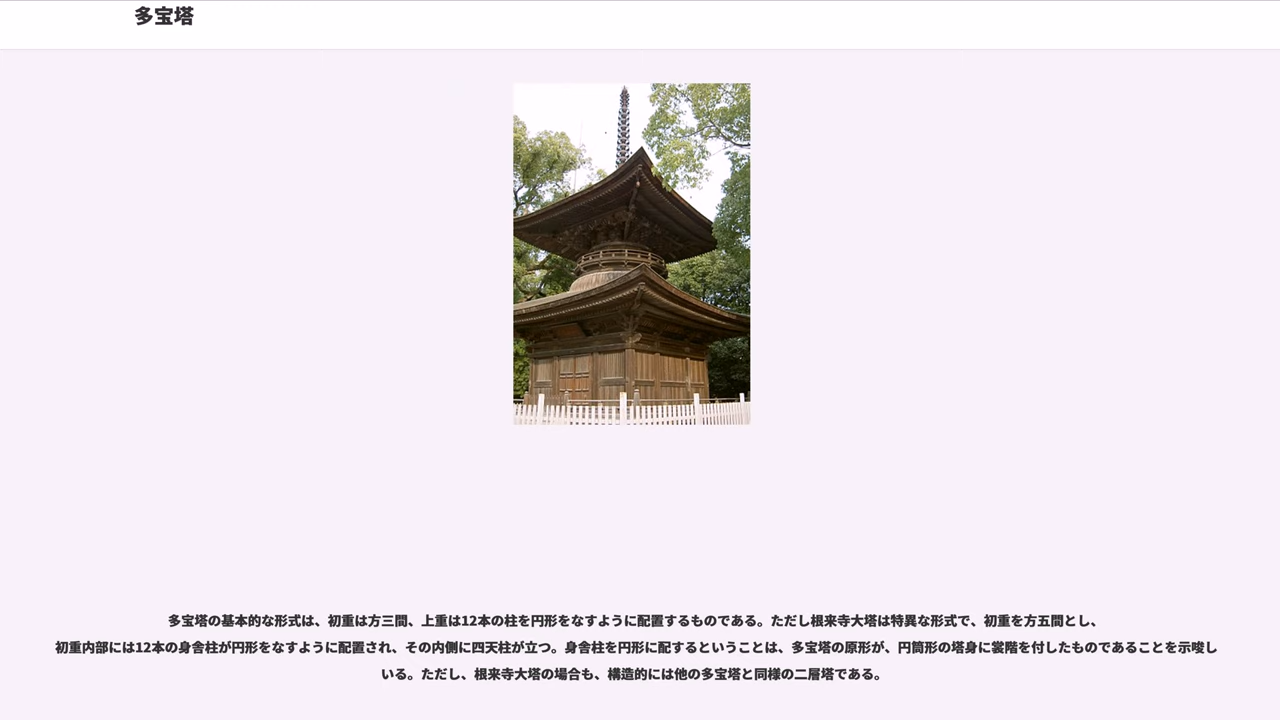 多宝塔
多宝塔の基本的な形式は、初重は方三間、上重は12本の柱を円形をなすように配置するものである。ただし根来寺大塔は特異な形式で、初重を方五間とし、
初重内部には12本の身舎柱が円形をなすように配置され、その内側に四天柱が立つ。身舎柱を円形に配するということは、多宝塔の原形が、円筒形の塔身に裳階を付したものであることを示唆し
いる。ただし、根来寺大塔の場合も、構造的には他の多宝塔と同様の二層塔である。